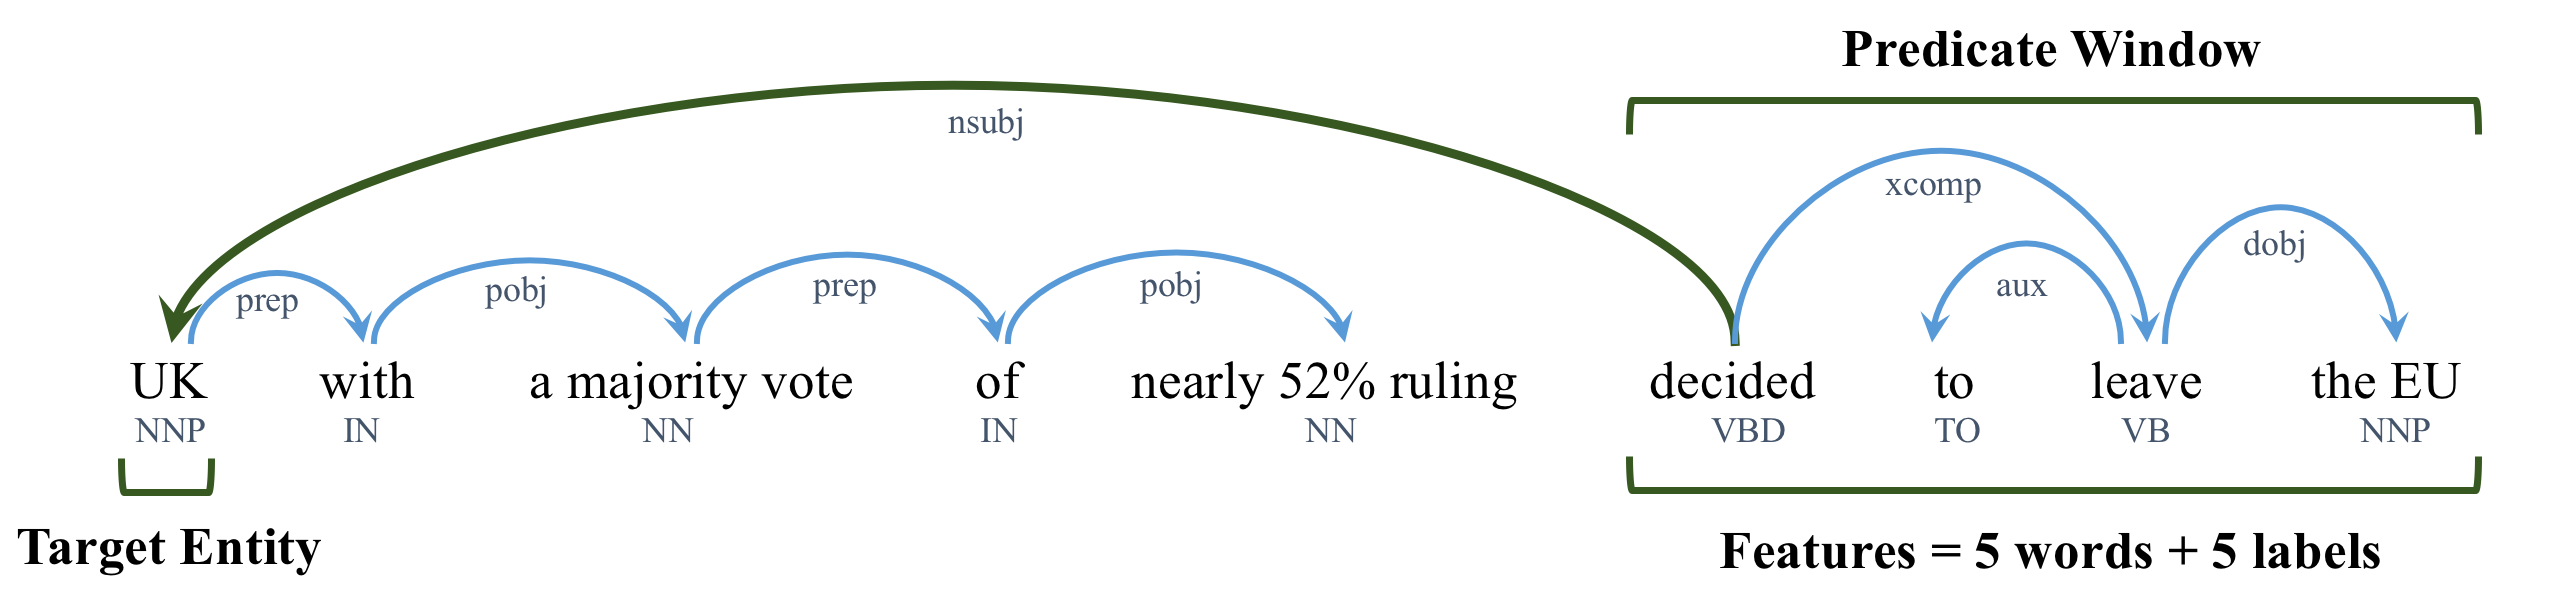 Predicate Window
nsubj
xcomp
dobj
prep pobj prep pobj aux
UK with a majority vote of nearly 52% ruling decided to leave the EU
NNP IN NN IN NN VBD TO VB NNP
Target Entity
Features = 5 words + 5 labels